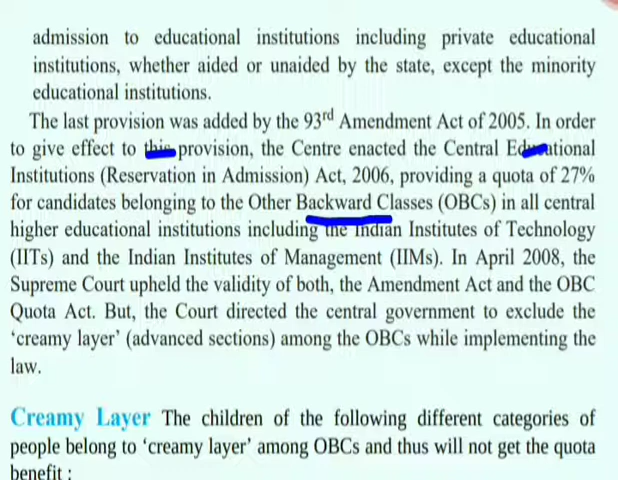 admission to educational institutions including private educational
institutions, whether aided or unaided by the state, except the minority
educational institutions.
The last provision was added by the 93rd Amendment Act of 2005. In order
to give effect to this provision, the Centre enacted the Central Educational
Institutions (Reservation in Admission) Act, 2006, providing a quota of 27%
for candidates belonging to the Other Backward Classes (OBCs) in all central
higher educational institutions including the Indian Institutes of Technology
(IITs) and the Indian Institutes of Management (IIMs). In April 2008, the
Supreme Court upheld the validity of both, the Amendment Act and the OBC
Quota Act. But, the Court directed the central government to exclude the
‘creamy layer’ (advanced sections) among the OBCs while implementing the
law.
Creamy Layer The children of the following different categories of
people belong to ‘creamy layer’ among OBCs and thus will not get the quota
benefit :